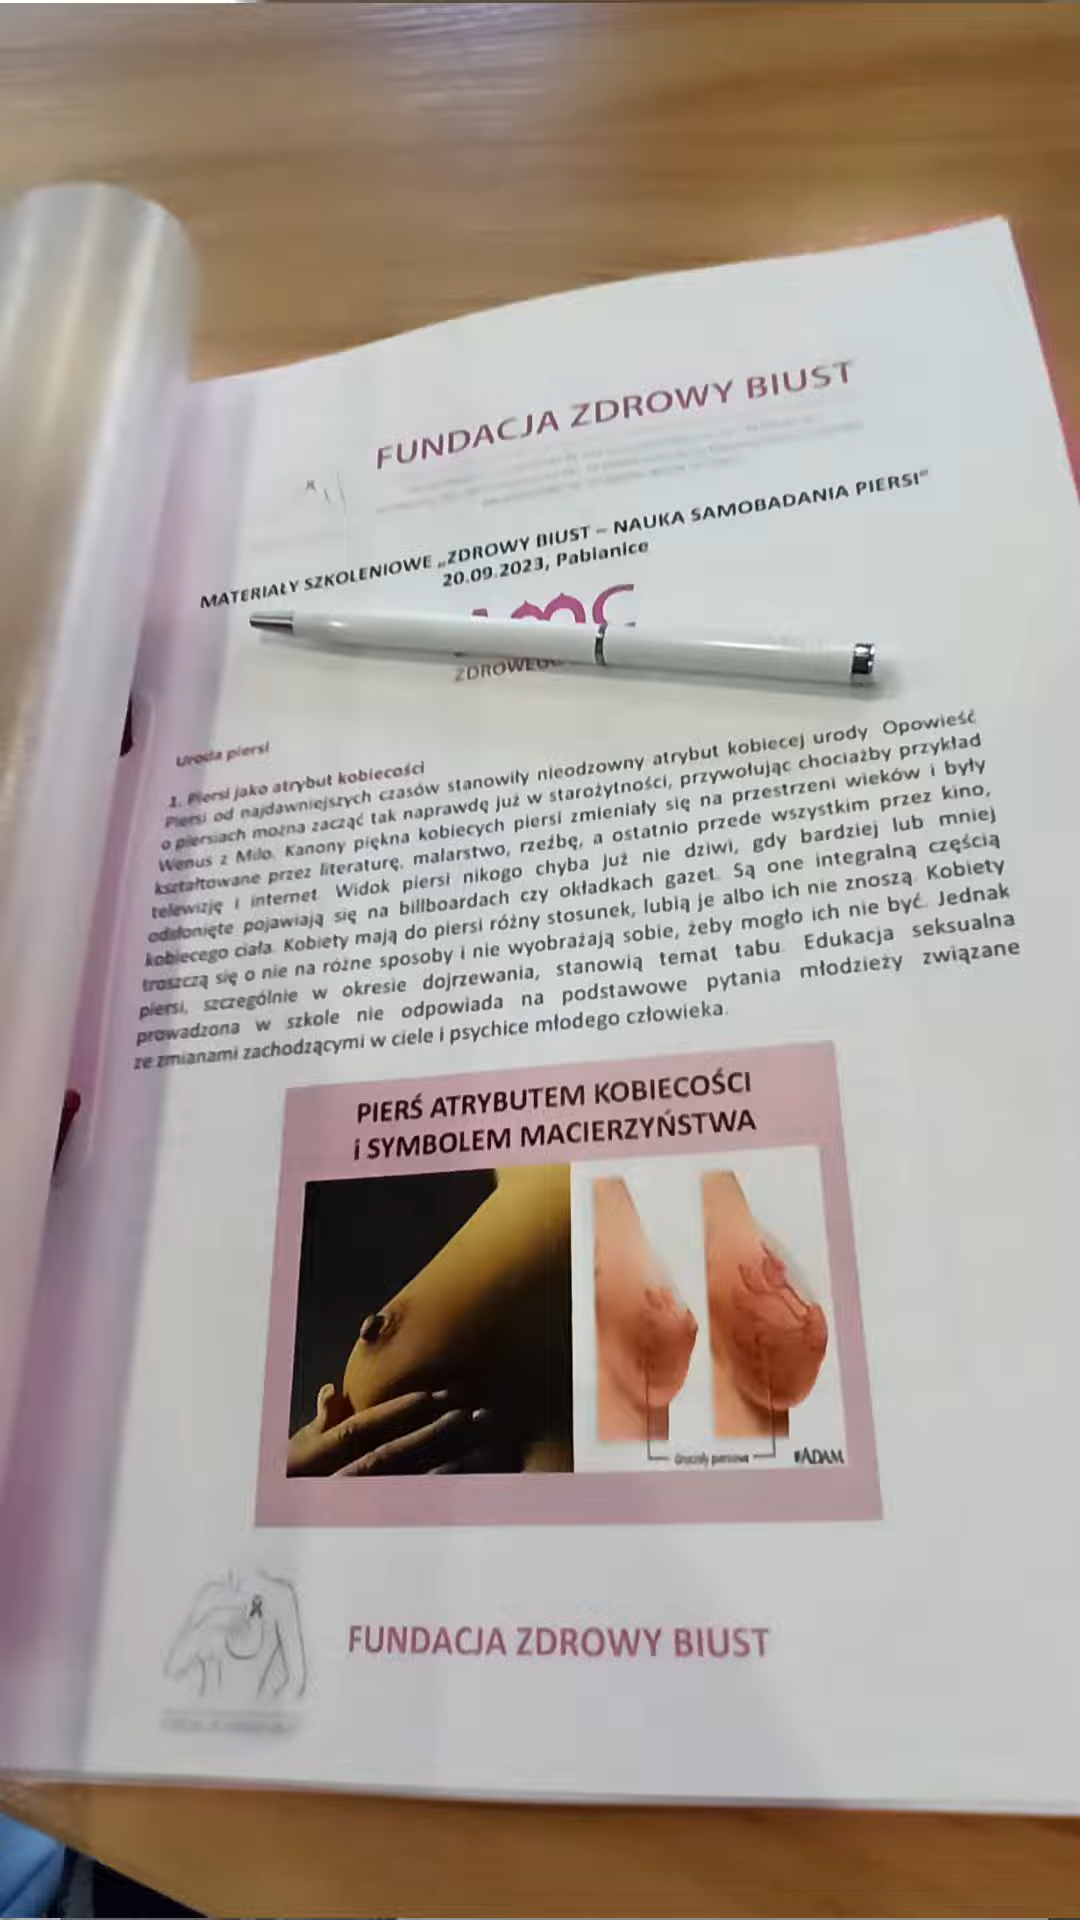 FUNDACJA ZDROWY BIUST
MATERIAŁY SZKOLENIOWE „ZDROWY BIUST – NAUKA SAMOBADANIA PIERSI"
20.09.2023, Pabianice
Uroda piersi
1. Piersi jako atrybut kobiecości
Piersi od najdawniejszych czasów stanowiły nieodzowny atrybut kobiecej urody Opowieść
o piersiach można zacząć tak naprawdę już w starożytności, przywołując chociażby przykład
Wenus z Milo. Kanony piękna kobiecych piersi zmieniały się na przestrzeni wieków i były
kształtowane przez literaturę, malarstwo, rzeźbę, a ostatnio przede wszystkim przez kino,
telewizję i internet. Widok piersi nikogo chyba już nie dziwi, gdy bardziej lub mniej
odsłonięte pojawiają się na billboardach czy okładkach gazet. Są one integralną częścią
kobiecego ciała. Kobiety mają do piersi różny stosunek, lubią je albo ich nie znoszą. Kobiety
troszczą się o nie na różne sposoby i nie wyobrażają sobie, żeby mogło ich nie być. Jednak
piersi, szczególnie w okresie dojrzewania, stanowią temat tabu. Edukacja seksualna
prowadzona w szkole nie odpowiada na podstawowe pytania młodzieży związane
ze zmianami zachodzącymi w ciele i psychice młodego człowieka.
PIERŚ ATRYBUTEM KOBIECOŚCI
i SYMBOLEM MACIERZYŃSTWA
ADAM
FUNDACJA ZDROWY BIUST